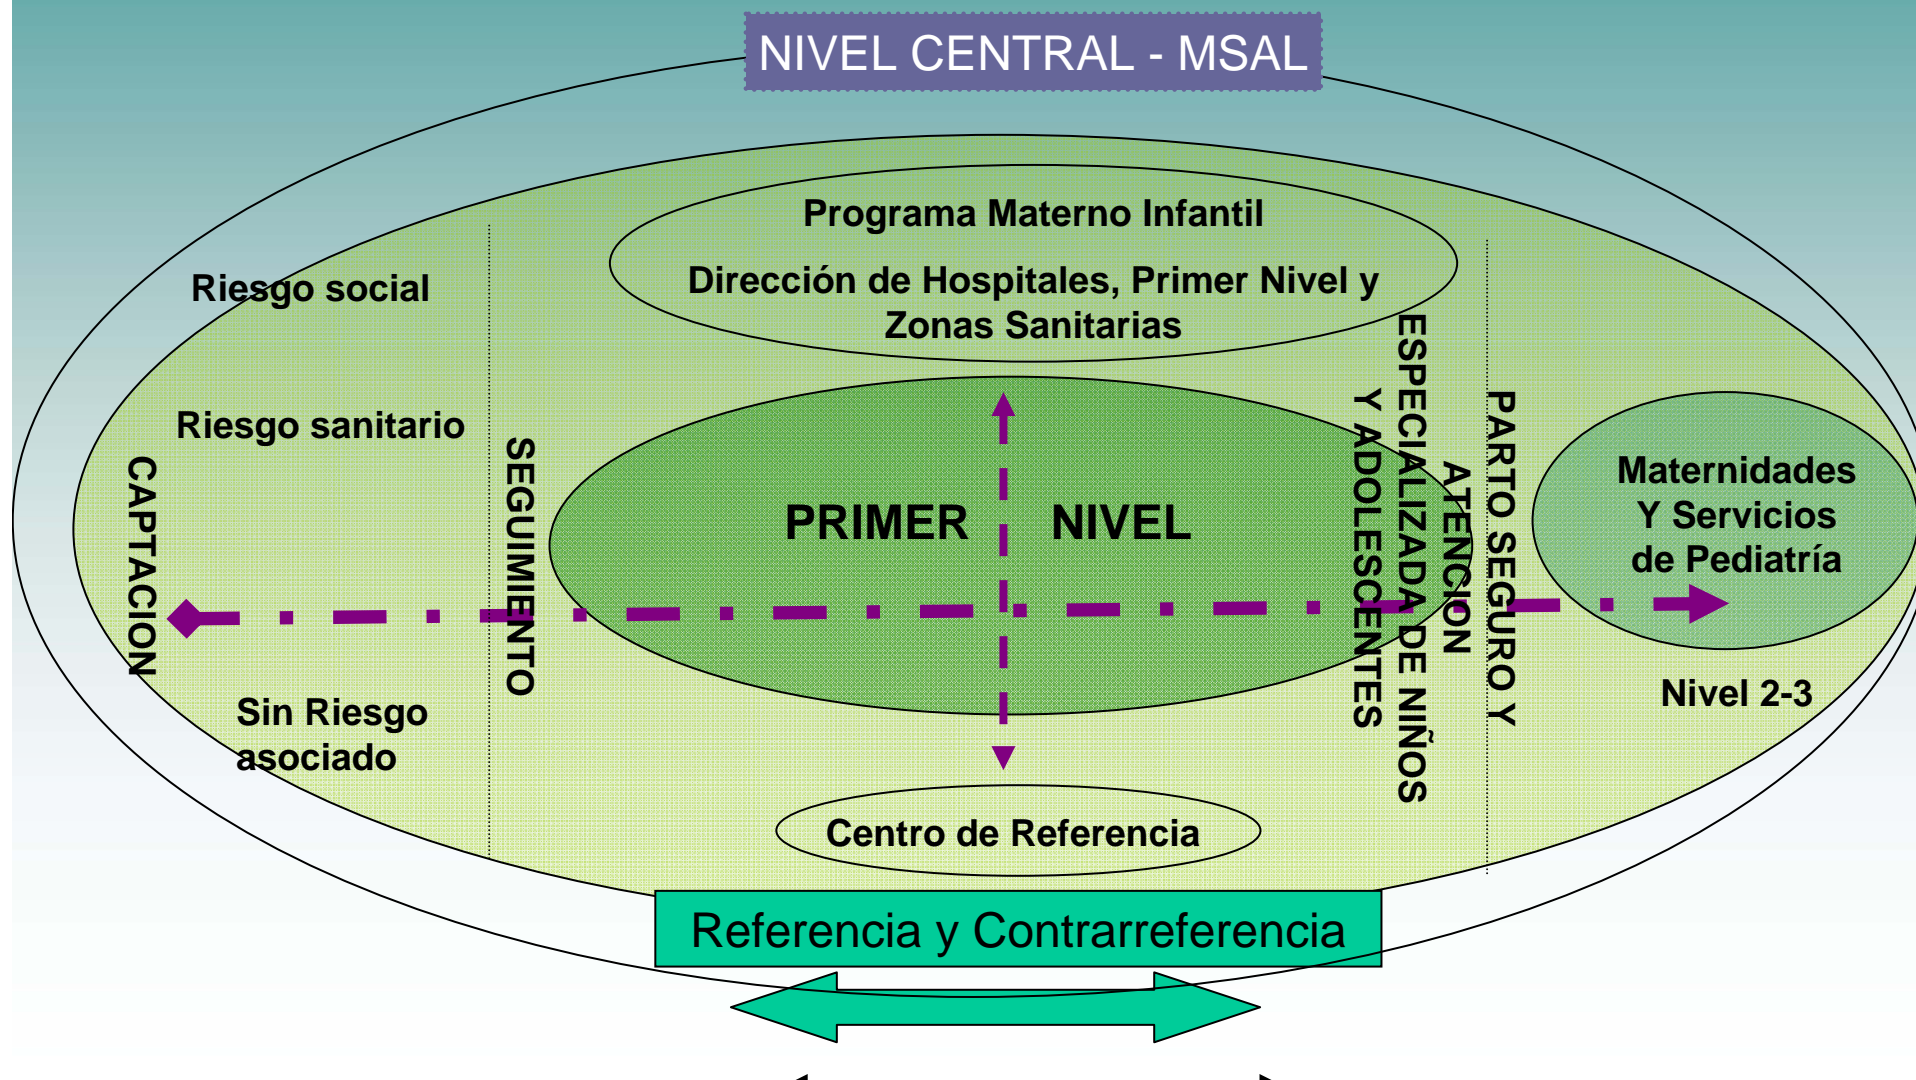 NIVEL CENTRAL - MSAL
Programa Materno Infantil
Dirección de Hospitales, Primer Nivel y
Zonas Sanitarias
Riesgo social
Riesgo sanitario
CAPTACION
Sin Riesgo
asociado
SEGUIMIENTO
PRIMER NIVEL
PARTO SEGURO Y
ATENCION
ESPECIALIZADA DE NIÑOS
Y ADOLESCENTES
Maternidades
Y Servicios
de Pediatría
Nivel 2-3
Centro de Referencia
Referencia y Contrarreferencia